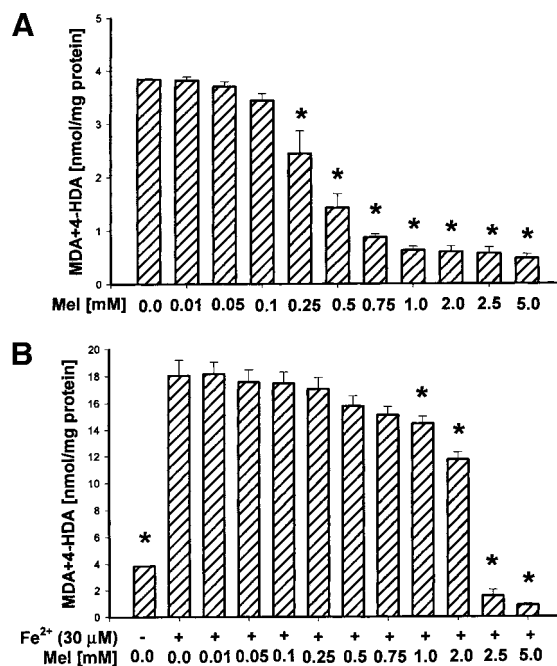 A
MDA+4-HDA [nmol/mg protein]
5
4
3
2
1
0
* * * * * * *
Mel [mM] 0.0 0.01 0.05 0.1 0.25 0.5 0.75 1.0 2.0 2.5 5.0
B
MDA+4-HDA [nmol/mg protein]
20
18
16
14
12
10
8
6
4
2
0
* * * * *
Fe²⁺ (30 µM) - + + + + + + + + + + +
Mel [mM] 0.0 0.0 0.01 0.05 0.1 0.25 0.5 0.75 1.0 2.0 2.5 5.0